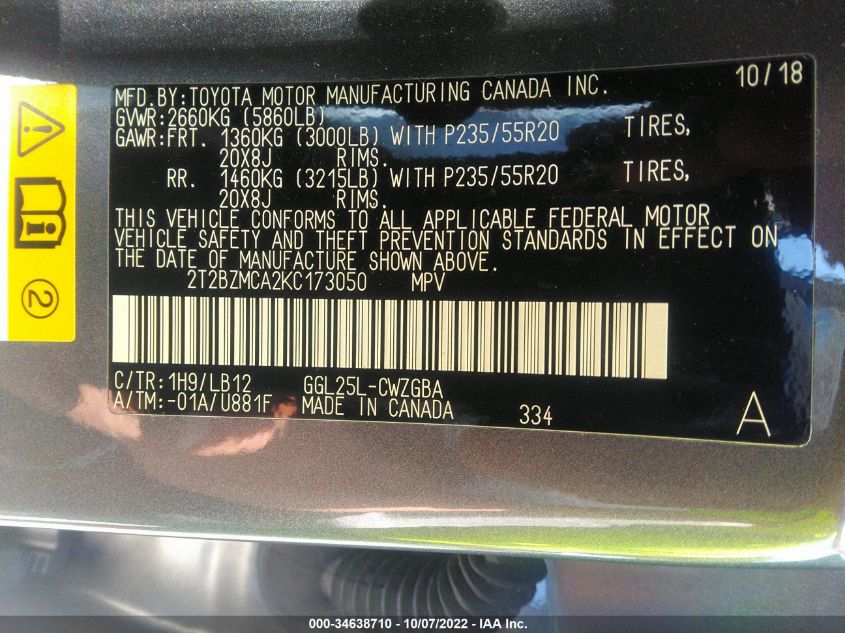 10/18
MFD.BY:TOYOTA MOTOR MANUFACTURING CANADA INC.
GVWR:2660KG (5860LB)
GAWR:FRT. 1360KG (3000LB) WITH P235/55R20 TIRES,
20X8J RIMS.
RR. 1460KG (3215LB) WITH P235/55R20 TIRES,
20X8J RIMS.
THIS VEHICLE CONFORMS TO ALL APPLICABLE FEDERAL MOTOR
VEHICLE SAFETY AND THEFT PREVENTION STANDARDS IN EFFECT ON
THE DATE OF MANUFACTURE SHOWN ABOVE.
2T2BZMCA2KC173050 MPV
C/TR:1H9/LB12 GGL25L-CWZGBA
A/TM:-01A/U881F MADE IN CANADA 334 A
2
000-34638710 - 10/07/2022 - IAA Inc.